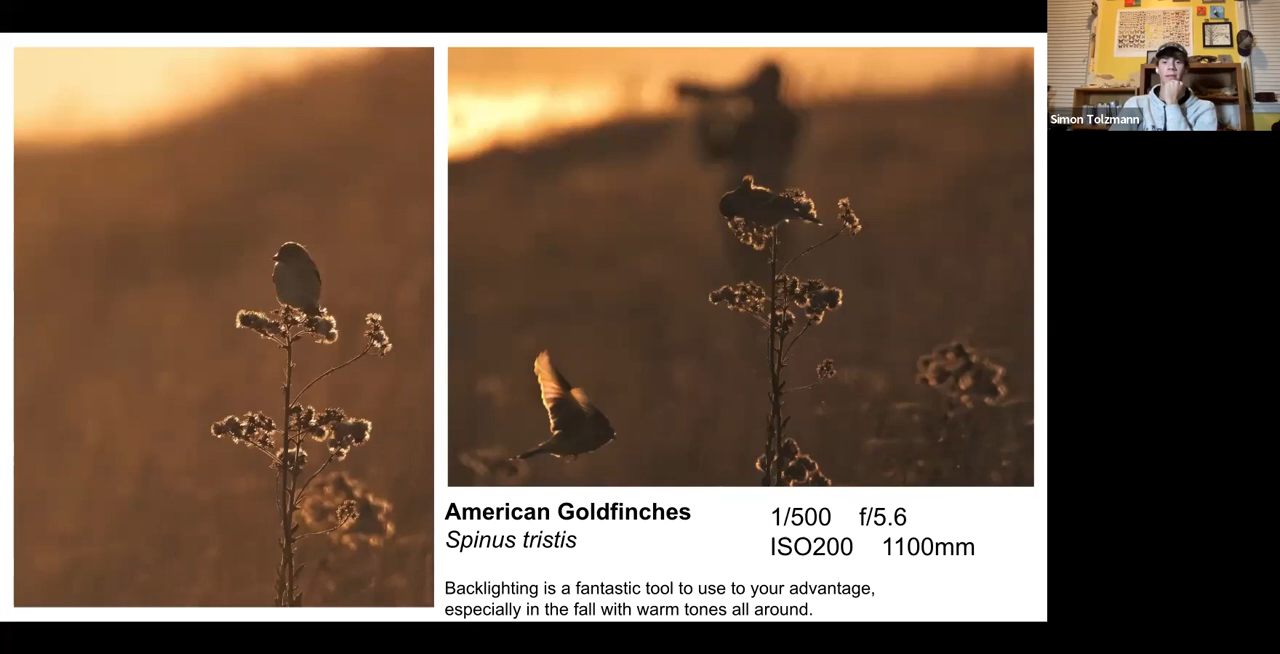 Simon Tolzmann
American Goldfinches
Spinus tristis
1/500 f/5.6
ISO200 1100mm
Backlighting is a fantastic tool to use to your advantage,
especially in the fall with warm tones all around.